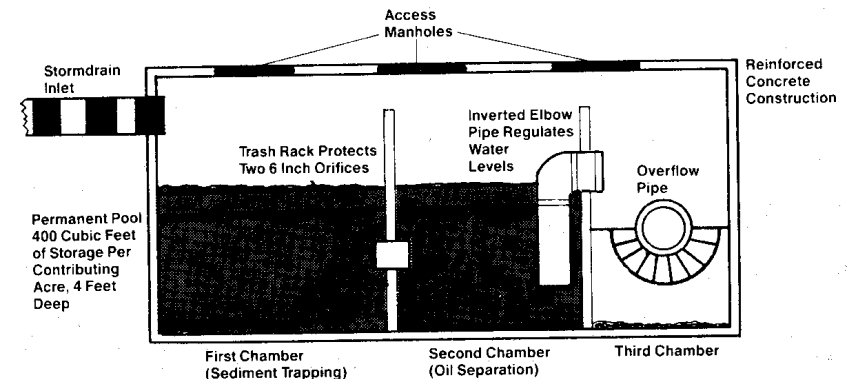 Access
Manholes
Stormdrain
Inlet
Reinforced
Concrete
Construction
Inverted Elbow
Pipe Regulates
Water
Levels
Trash Rack Protects
Two 6 Inch Orifices
Overflow
Pipe
Permanent Pool
400 Cubic Feet
of Storage Per
Contributing
Acre, 4 Feet
Deep
First Chamber
(Sediment Trapping)
Second Chamber
(Oil Separation)
Third Chamber